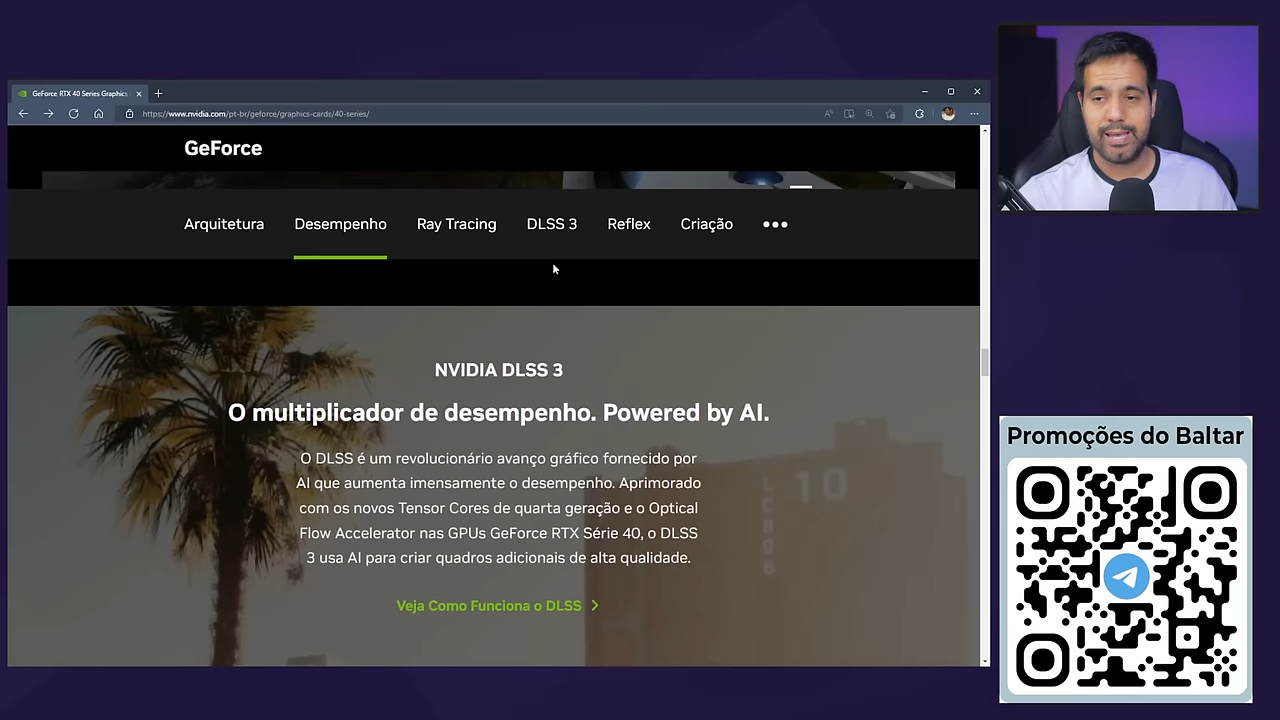 GeForce RTX 40 Series Graphics
https://www.nvidia.com/pt-br/geforce/graphics-cards/40-series/
GeForce
Arquitetura Desempenho Ray Tracing DLSS 3 Reflex Criação
NVIDIA DLSS 3
O multiplicador de desempenho. Powered by AI.
O DLSS é um revolucionário avanço gráfico fornecido por
AI que aumenta imensamente o desempenho. Aprimorado
com os novos Tensor Cores de quarta geração e o Optical
Flow Accelerator nas GPUs GeForce RTX Série 40, o DLSS
3 usa AI para criar quadros adicionais de alta qualidade.
Veja Como Funciona o DLSS
10
Promoções do Baltar